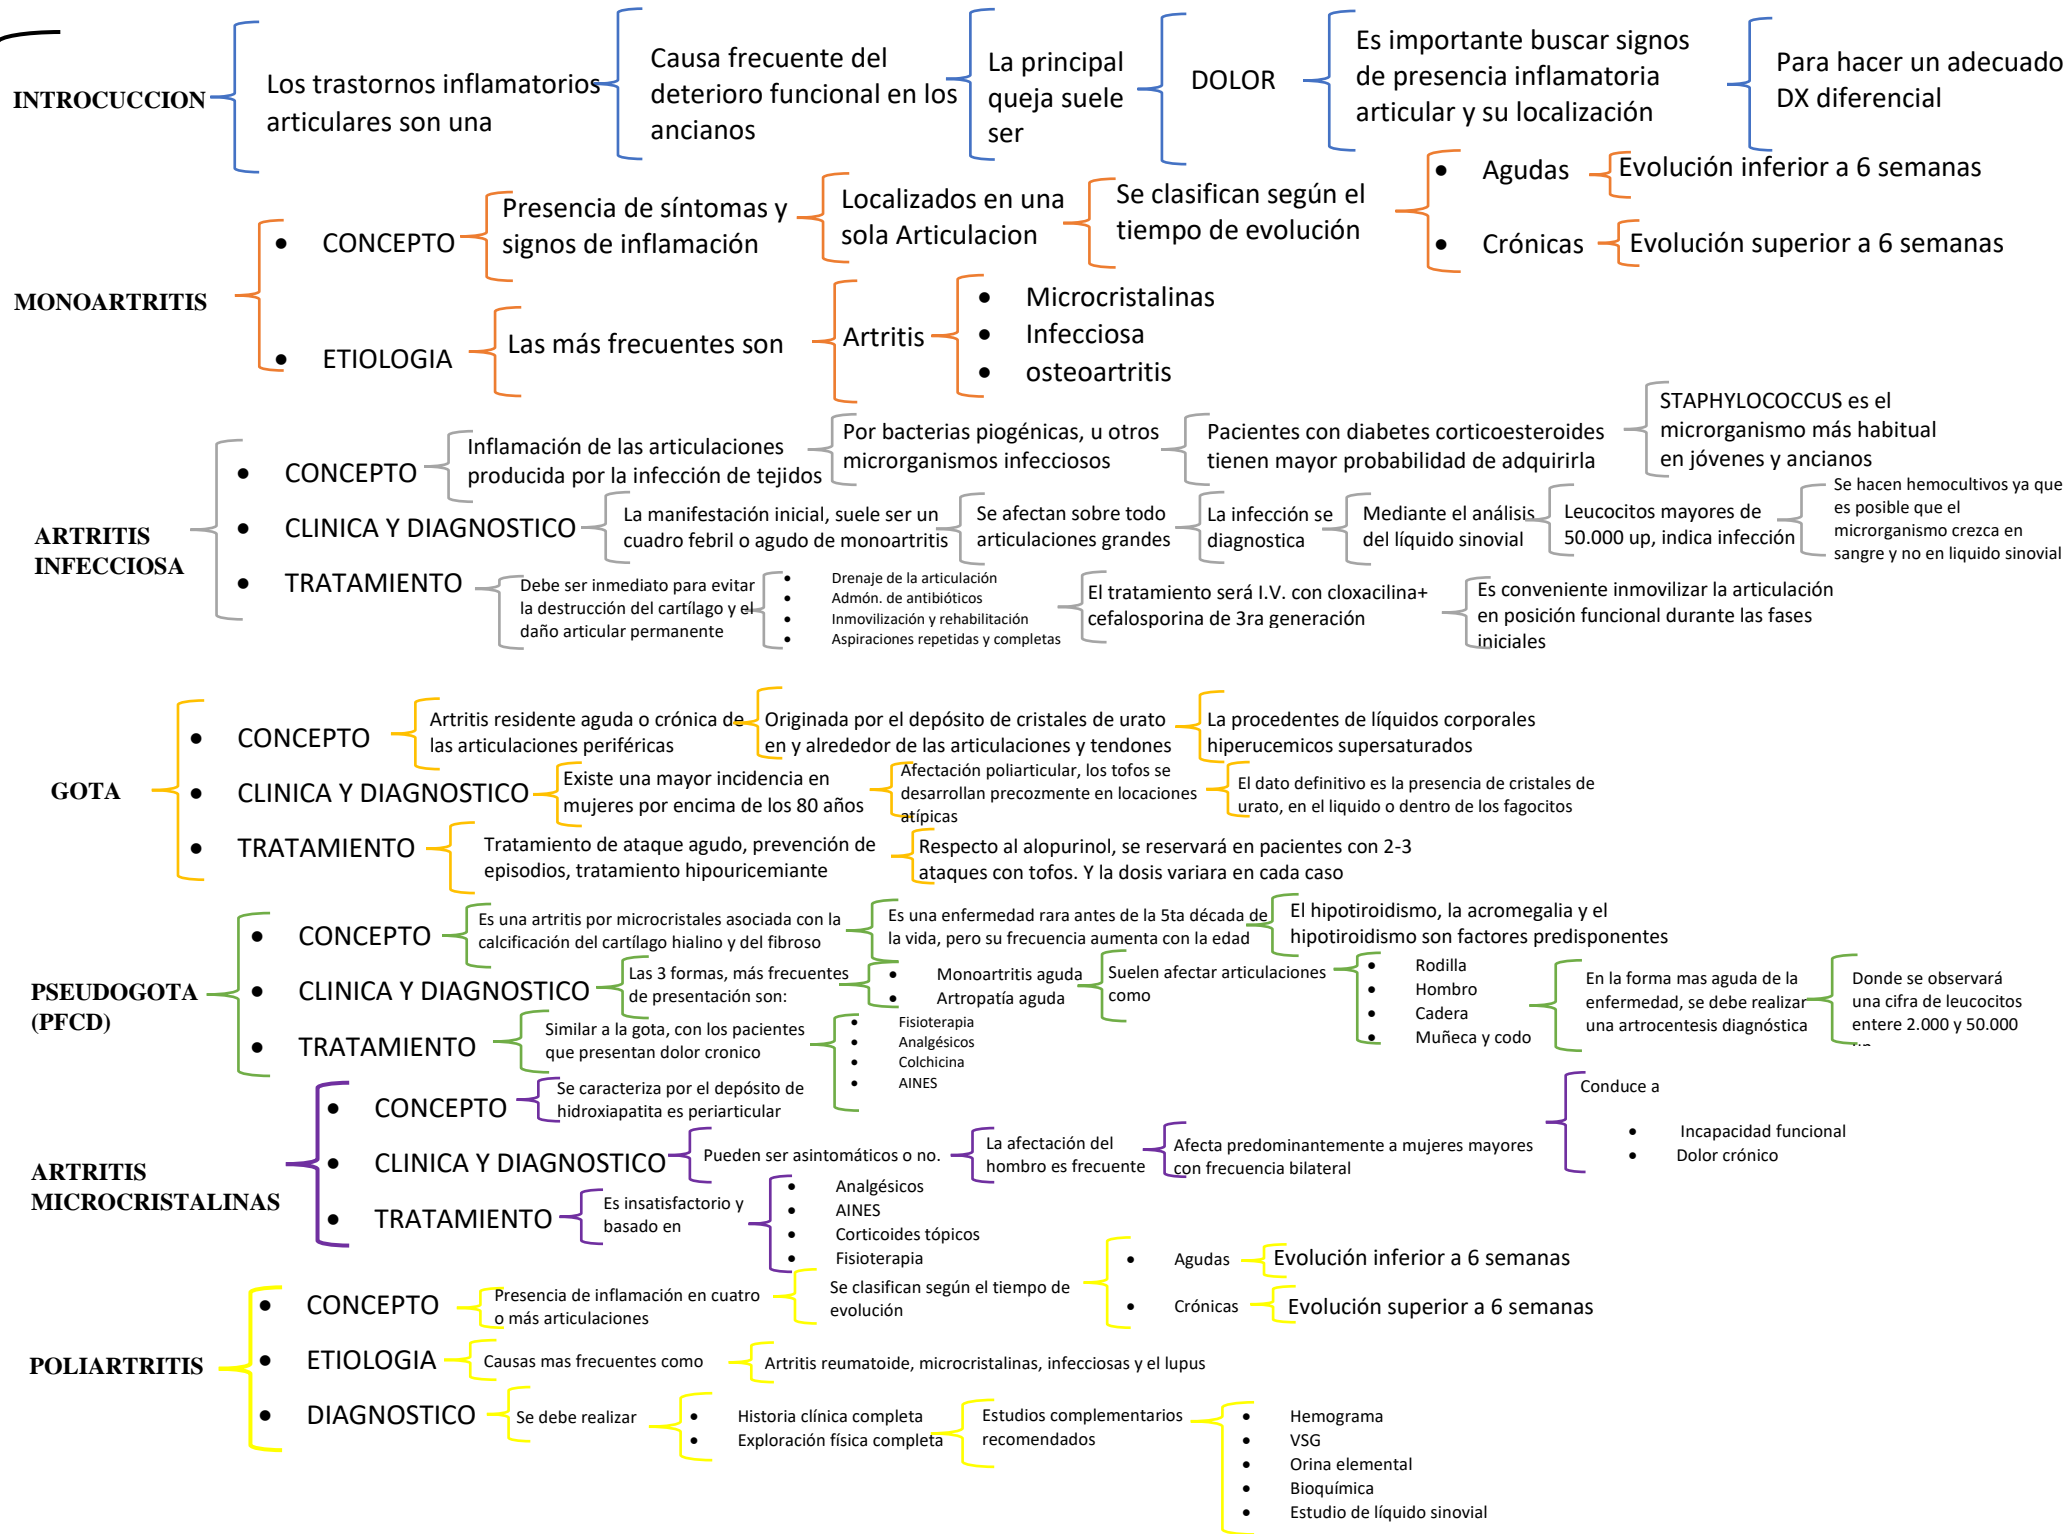 INTROCUCCION
Los trastornos inflamatorios
articulares son una
Causa frecuente del
deterioro funcional en los
ancianos
La principal
queja suele
ser
DOLOR
Es importante buscar signos
de presencia inflamatoria
articular y su localización
Para hacer un adecuado
DX diferencial
MONOARTRITIS
• CONCEPTO
Presencia de síntomas y
signos de inflamación
Localizados en una
sola Articulacion
Se clasifican según el
tiempo de evolución
• Agudas
Evolución inferior a 6 semanas
• Crónicas
Evolución superior a 6 semanas
• ETIOLOGIA
Las más frecuentes son
Artritis
• Microcristalinas
• Infecciosa
• osteoartritis
ARTRITIS
INFECCIOSA
• CONCEPTO
Inflamación de las articulaciones
producida por la infección de tejidos
Por bacterias piogénicas, u otros
microrganismos infecciosos
Pacientes con diabetes corticoesteroides
tienen mayor probabilidad de adquirirla
STAPHYLOCOCCUS es el
microrganismo más habitual
en jóvenes y ancianos
• CLINICA Y DIAGNOSTICO
La manifestación inicial, suele ser un
cuadro febril o agudo de monoartritis
Se afectan sobre todo
articulaciones grandes
La infección se
diagnostica
Mediante el análisis
del líquido sinovial
Leucocitos mayores de
50.000 up, indica infección
Se hacen hemocultivos ya que
es posible que el
microrganismo crezca en
sangre y no en liquido sinovial
• TRATAMIENTO
Debe ser inmediato para evitar
la destrucción del cartílago y el
daño articular permanente
• Drenaje de la articulación
• Admón. de antibióticos
• Inmovilización y rehabilitación
• Aspiraciones repetidas y completas
El tratamiento será I.V. con cloxacilina+
cefalosporina de 3ra generación
Es conveniente inmovilizar la articulación
en posición funcional durante las fases
iniciales
GOTA
• CONCEPTO
Artritis residente aguda o crónica de
las articulaciones periféricas
Originada por el depósito de cristales de urato
en y alrededor de las articulaciones y tendones
La procedentes de líquidos corporales
hiperucemicos supersaturados
• CLINICA Y DIAGNOSTICO
Existe una mayor incidencia en
mujeres por encima de los 80 años
Afectación poliarticular, los tofos se
desarrollan precozmente en locaciones
atípicas
El dato definitivo es la presencia de cristales de
urato, en el liquido o dentro de los fagocitos
• TRATAMIENTO
Tratamiento de ataque agudo, prevención de
episodios, tratamiento hipouricemiante
Respecto al alopurinol, se reservará en pacientes con 2-3
ataques con tofos. Y la dosis variara en cada caso
PSEUDOGOTA
(PFCD)
• CONCEPTO
Es una artritis por microcristales asociada con la
calcificación del cartílago hialino y del fibroso
Es una enfermedad rara antes de la 5ta década de
la vida, pero su frecuencia aumenta con la edad
El hipotiroidismo, la acromegalia y el
hipotiroidismo son factores predisponentes
• CLINICA Y DIAGNOSTICO
Las 3 formas, más frecuentes
de presentación son:
• Monoartritis aguda
• Artropatía aguda
Suelen afectar articulaciones
como
• Rodilla
• Hombro
• Cadera
• Muñeca y codo
En la forma mas aguda de la
enfermedad, se debe realizar
una artrocentesis diagnóstica
Donde se observará
una cifra de leucocitos
entere 2.000 y 50.000
• TRATAMIENTO
Similar a la gota, con los pacientes
que presentan dolor cronico
• Fisioterapia
• Analgésicos
• Colchicina
• AINES
ARTRITIS
MICROCRISTALINAS
• CONCEPTO
Se caracteriza por el depósito de
hidroxiapatita es periarticular
• CLINICA Y DIAGNOSTICO
Pueden ser asintomáticos o no.
La afectación del
hombro es frecuente
Afecta predominantemente a mujeres mayores
con frecuencia bilateral
Conduce a
• Incapacidad funcional
• Dolor crónico
• TRATAMIENTO
Es insatisfactorio y
basado en
• Analgésicos
• AINES
• Corticoides tópicos
• Fisioterapia
POLIARTRITIS
• CONCEPTO
Presencia de inflamación en cuatro
o más articulaciones
Se clasifican según el tiempo de
evolución
• Agudas
Evolución inferior a 6 semanas
• Crónicas
Evolución superior a 6 semanas
• ETIOLOGIA
Causas mas frecuentes como
Artritis reumatoide, microcristalinas, infecciosas y el lupus
• DIAGNOSTICO
Se debe realizar
• Historia clínica completa
• Exploración física completa
Estudios complementarios
recomendados
• Hemograma
• VSG
• Orina elemental
• Bioquímica
• Estudio de líquido sinovial